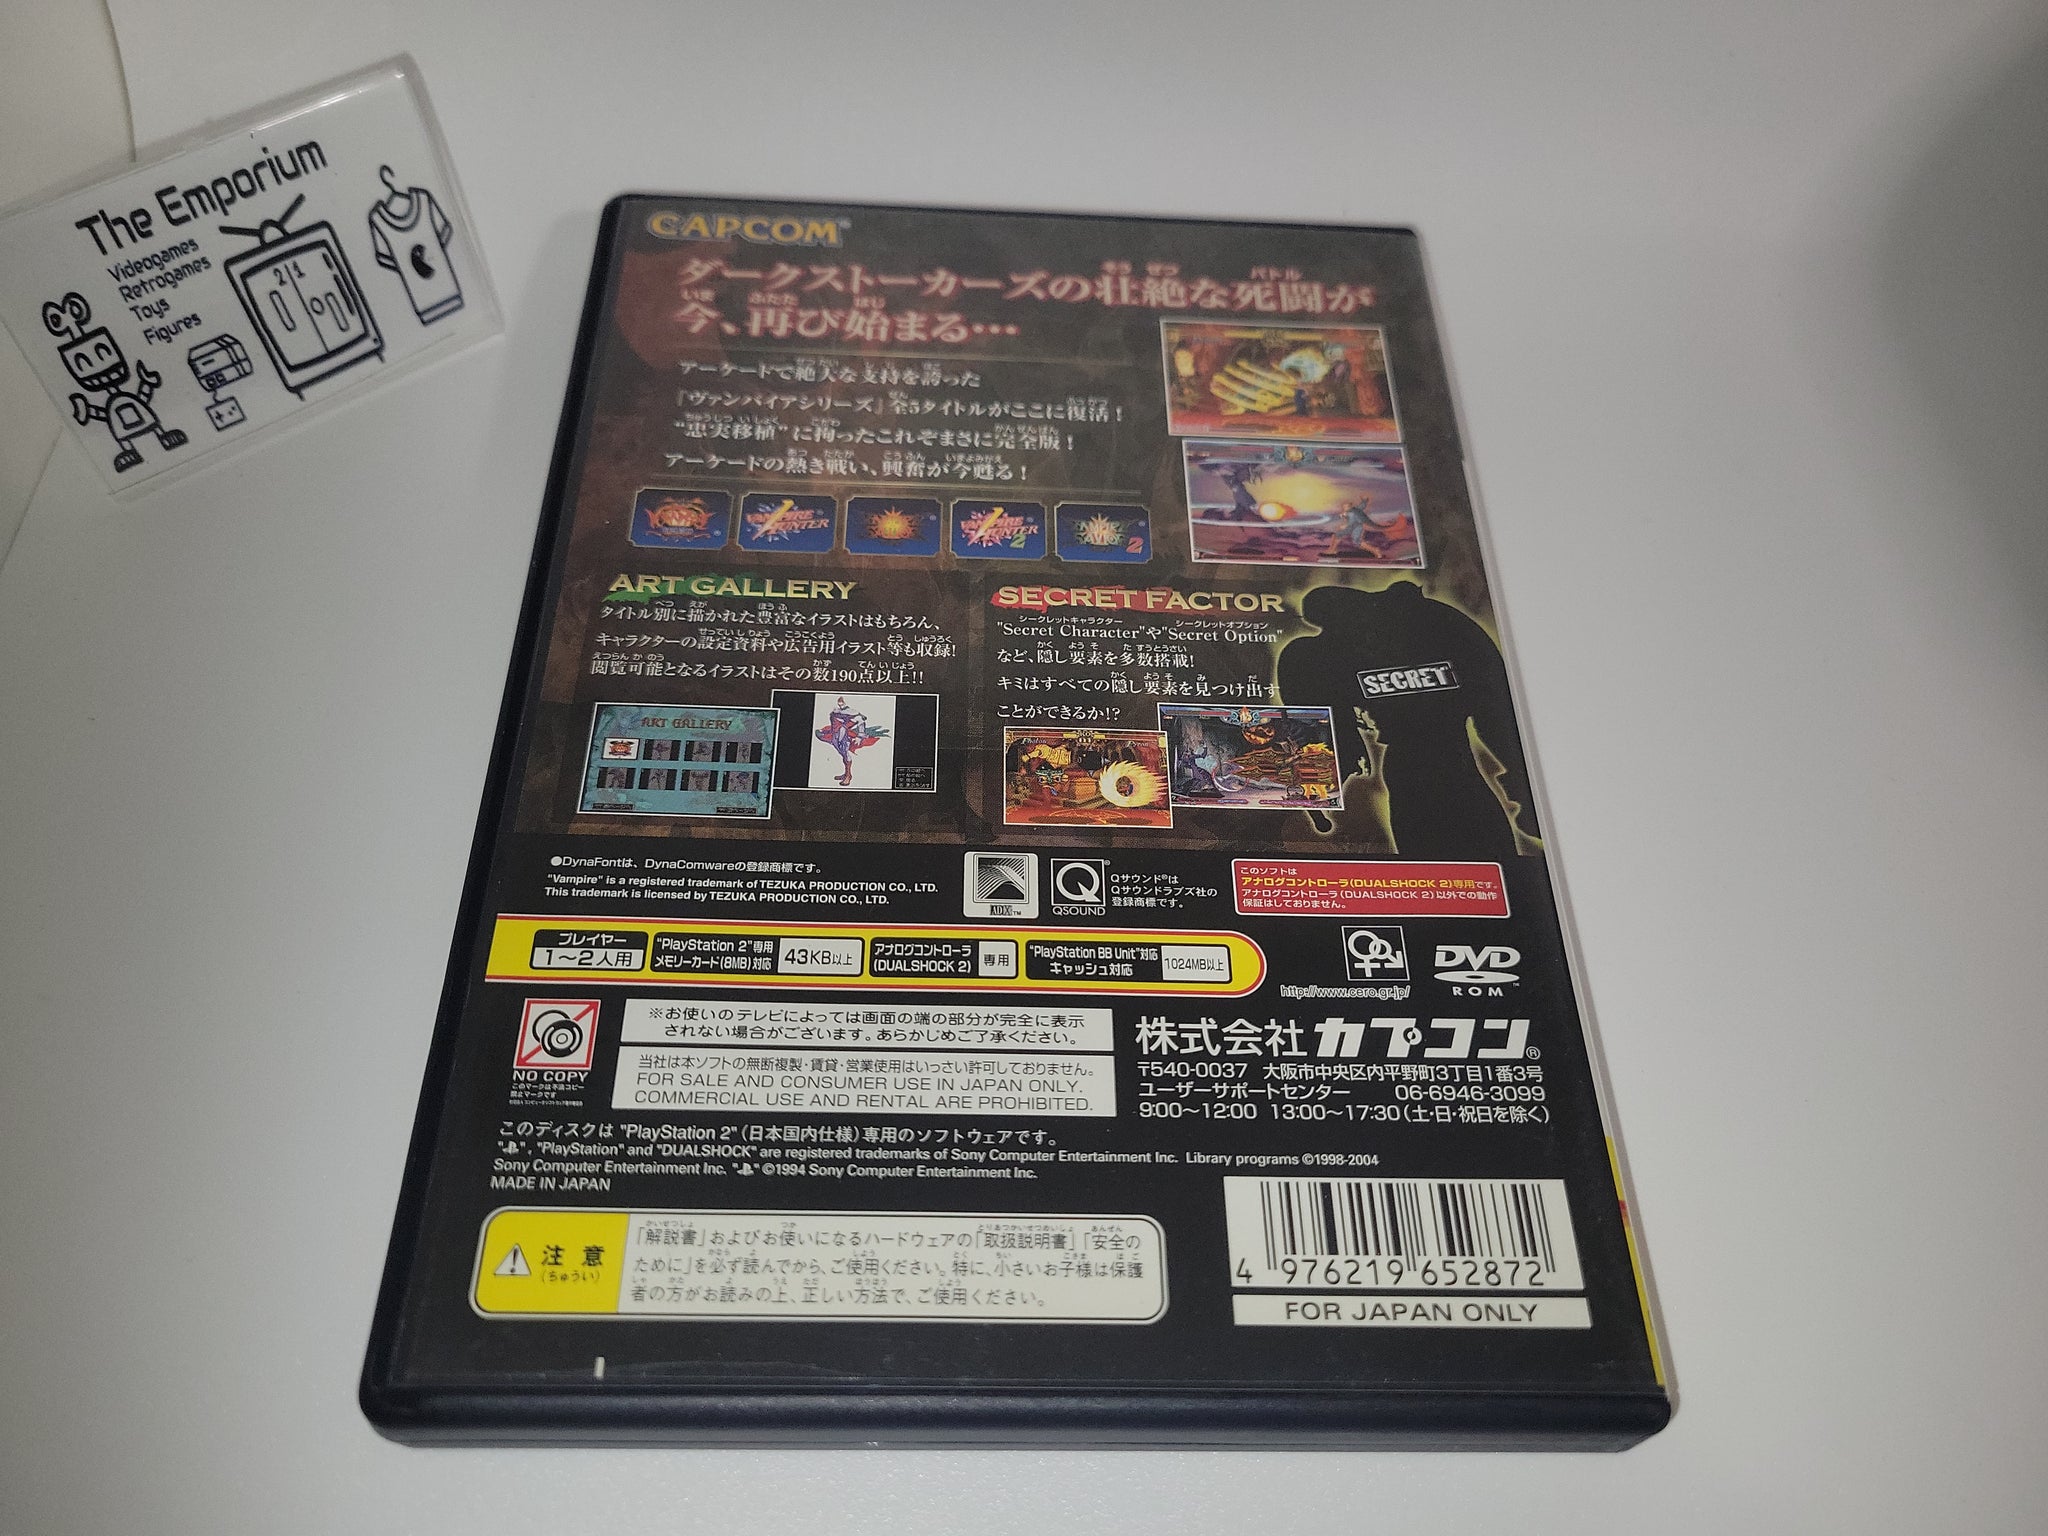 The Emporium
Videogames
Retrogames
Toys
Figures
CAPCOM
ダークストーカーズの壮絶な死闘が
今、再び始まる…
アーケードで絶大な支持を誇った
『ヴァンパイアシリーズ』全5タイトルがここに復活!
“忠実移植”に拘ったこれぞまさに完全版!
アーケードの熱き戦い、興奮が今甦る!
ART GALLERY
タイトル別に描かれた豊富なイラストはもちろん、
キャラクターの設定資料や広告用イラスト等も収録!
閲覧可能となるイラストはその数190点以上!!
ART GALLERY
SECRET FACTOR
"Secret Character"や"Secret Option"
など、隠し要素を多数搭載!
キミはすべての隠し要素を見つけ出す
ことができるか!?
SECRET
●DynaFontは、DynaComwareの登録商標です。
"Vampire" is a registered trademark of TEZUKA PRODUCTION CO., LTD.
This trademark is licensed by TEZUKA PRODUCTION CO., LTD.
ADX™
QSOUND
Qサウンド®は
Qサウンドラブズ社の
登録商標です。
このソフトは
アナログコントローラ(DUALSHOCK 2)専用です。
アナログコントローラ(DUALSHOCK 2)以外での動作
保証はしておりません。
プレイヤー
1〜2人用
"PlayStation 2"専用
メモリーカード(8MB)対応
43KB以上
アナログコントローラ
(DUALSHOCK 2)
専用
"PlayStation BB Unit"対応
キャッシュ対応
1024MB以上
http://www.cero.gr.jp/
DVD
ROM
NO COPY
このマークは不法コピー
禁止マークです
※お使いのテレビによっては画面の端の部分が完全に表示
されない場合がございます。あらかじめご了承ください。
当社は本ソフトの無断複製・賃貸・営業使用はいっさい許可しておりません。
FOR SALE AND CONSUMER USE IN JAPAN ONLY.
COMMERCIAL USE AND RENTAL ARE PROHIBITED.
株式会社カプコン®
〒540-0037 大阪市中央区内平野町3丁目1番3号
ユーザーサポートセンター 06-6946-3099
9:00〜12:00 13:00〜17:30(土・日・祝日を除く)
このディスクは "PlayStation 2"(日本国内仕様)専用のソフトウェアです。
"PlayStation" and "DUALSHOCK" are registered trademarks of Sony Computer Entertainment Inc. Library programs ©1998-2004
Sony Computer Entertainment Inc. ©1994 Sony Computer Entertainment Inc.
MADE IN JAPAN
注意
(ちゅうい)
「解説書」およびお使いになるハードウェアの「取扱説明書」「安全の
ために」を必ず読んでから、ご使用ください。特に、小さいお子様は保護
者の方がお読みの上、正しい方法で、ご使用ください。
4 976219 652872
FOR JAPAN ONLY